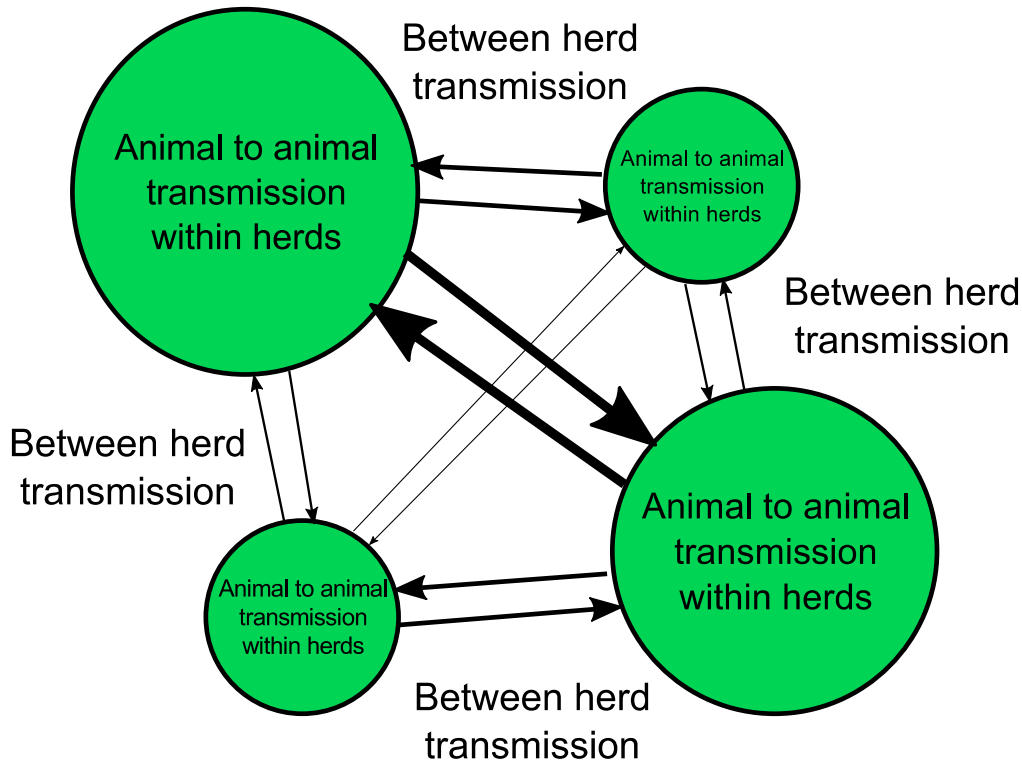 Between herd
transmission
Animal to animal
transmission
within herds
Animal to animal
transmission
within herds
Between herd
transmission
Between herd
transmission
Animal to animal
transmission
within herds
Animal to animal
transmission
within herds
Between herd
transmission